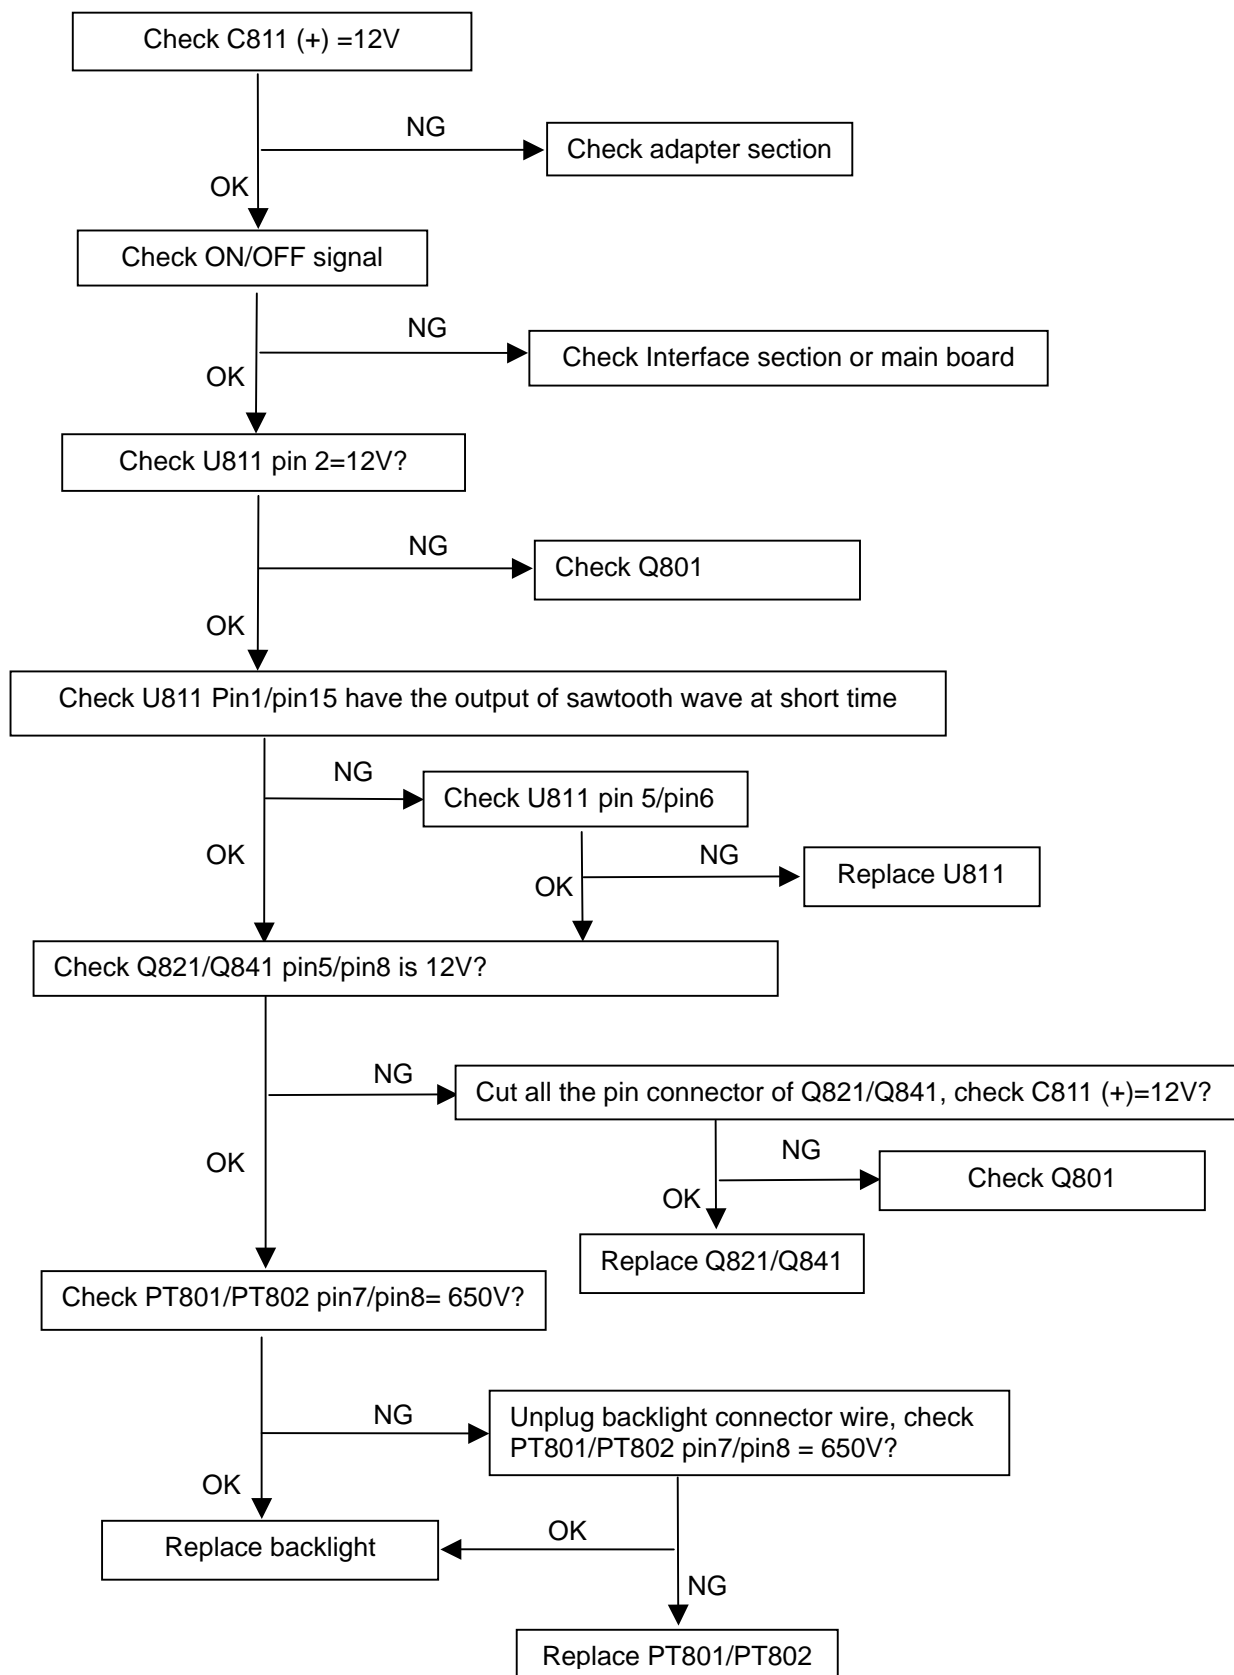 Check C811 (+) =12V
NG
Check adapter section
OK
Check ON/OFF signal
NG
Check Interface section or main board
OK
Check U811 pin 2=12V?
NG
Check Q801
OK
Check U811 Pin1/pin15 have the output of sawtooth wave at short time
NG
Check U811 pin 5/pin6
OK
NG
Replace U811
OK
Check Q821/Q841 pin5/pin8 is 12V?
NG
Cut all the pin connector of Q821/Q841, check C811 (+)=12V?
OK
NG
Check Q801
OK
Replace Q821/Q841
Check PT801/PT802 pin7/pin8= 650V?
NG
Unplug backlight connector wire, check
PT801/PT802 pin7/pin8 = 650V?
OK
OK
Replace backlight
NG
Replace PT801/PT802